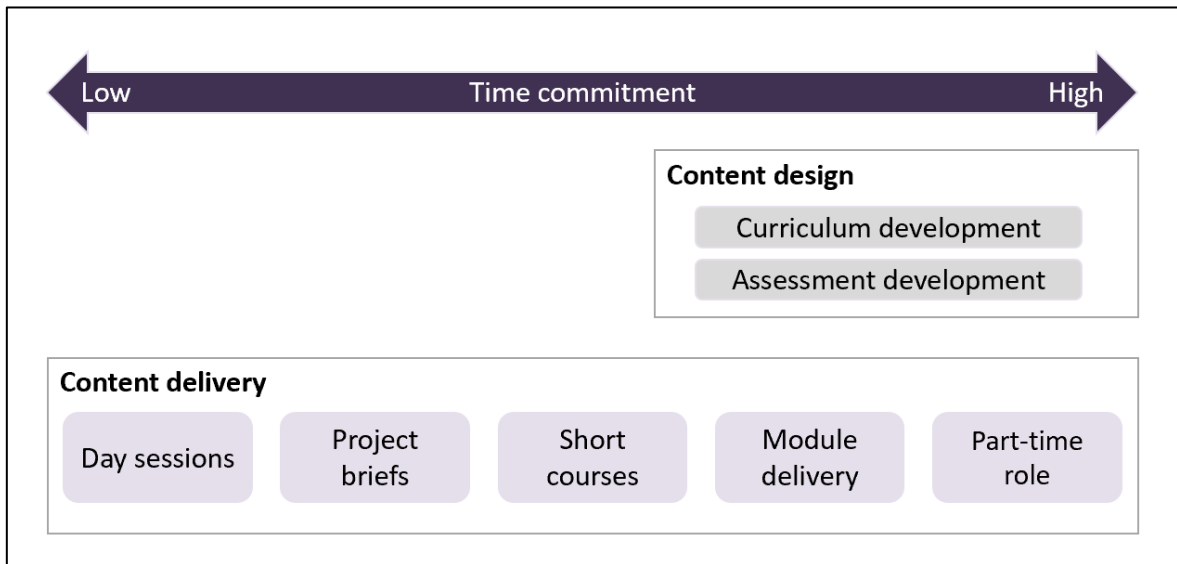 Low Time commitment High
Content design
Curriculum development
Assessment development
Content delivery
Day sessions
Project
briefs
Short
courses
Module
delivery
Part-time
role